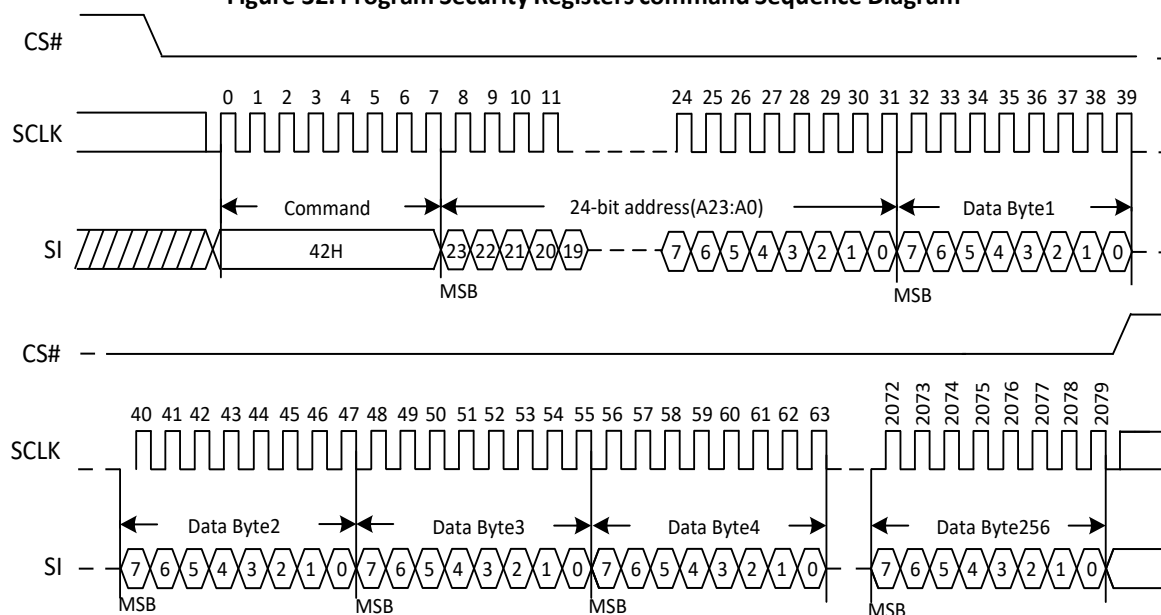 Figure 32. Program Security Registers command Sequence Diagram
CS#
0 1 2 3 4 5 6 7 8 9 10 11 24 25 26 27 28 29 30 31 32 33 34 35 36 37 38 39
SCLK
Command 24-bit address(A23:A0) Data Byte1
SI 42H 23 22 21 20 19 7 6 5 4 3 2 1 0 7 6 5 4 3 2 1 0
MSB MSB
CS#
40 41 42 43 44 45 46 47 48 49 50 51 52 53 54 55 56 57 58 59 60 61 62 63 2072 2073 2074 2075 2076 2077 2078 2079
SCLK
Data Byte2 Data Byte3 Data Byte4 Data Byte256
SI 7 6 5 4 3 2 1 0 7 6 5 4 3 2 1 0 7 6 5 4 3 2 1 0 7 6 5 4 3 2 1 0
MSB MSB MSB MSB